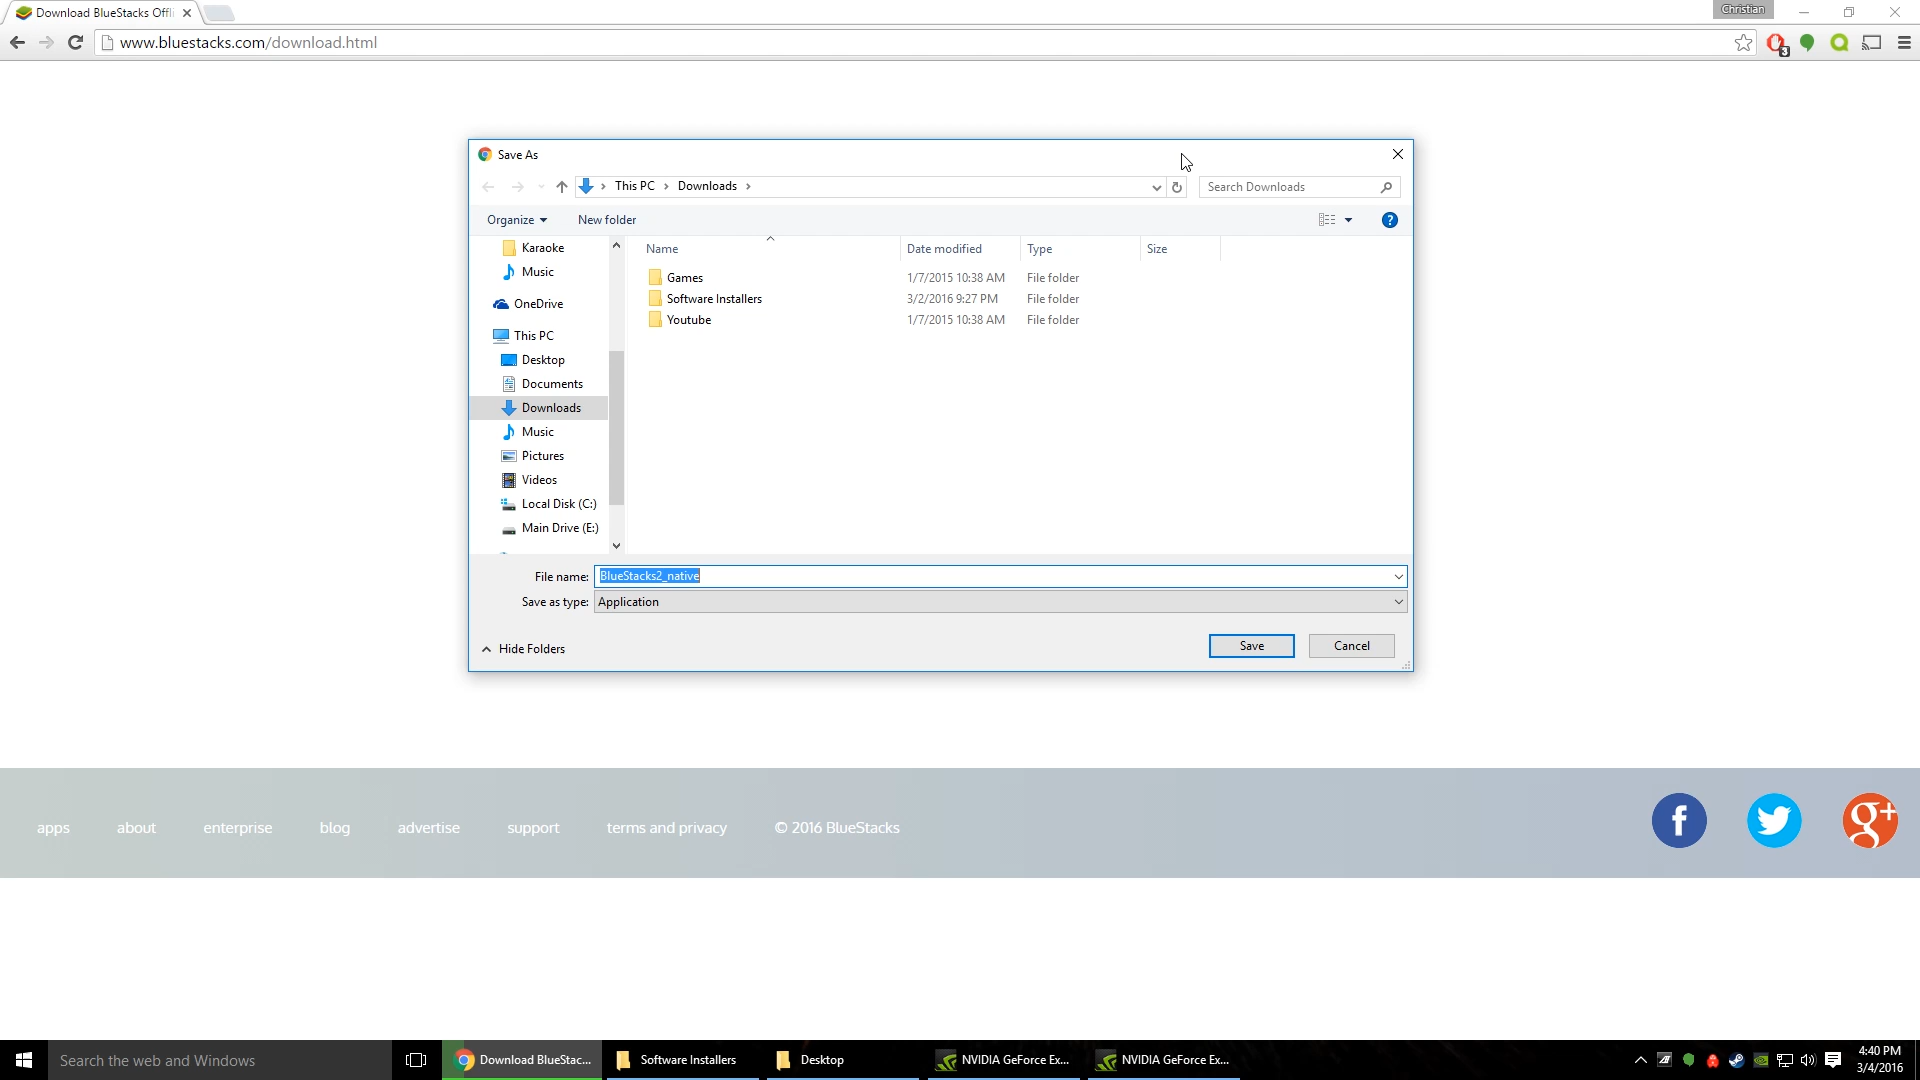 Download BlueStacks Offli
Christian
www.bluestacks.com/download.html
3
Save As
This PC
Downloads
Search Downloads
Organize
New folder
?
Name
Date modified
Type
Size
Karaoke
Music
OneDrive
This PC
Desktop
Documents
Downloads
Music
Pictures
Videos
Local Disk (C:)
Main Drive (E:)
Games 1/7/2015 10:38 AM File folder
Software Installers 3/2/2016 9:27 PM File folder
Youtube 1/7/2015 10:38 AM File folder
File name: BlueStacks2_native
Save as type: Application
Hide Folders
Save
Cancel
apps about enterprise blog advertise support terms and privacy © 2016 BlueStacks
f
g+
Search the web and Windows
Download BlueStac...
Software Installers
Desktop
NVIDIA GeForce Ex...
NVIDIA GeForce Ex...
4:40 PM
3/4/2016